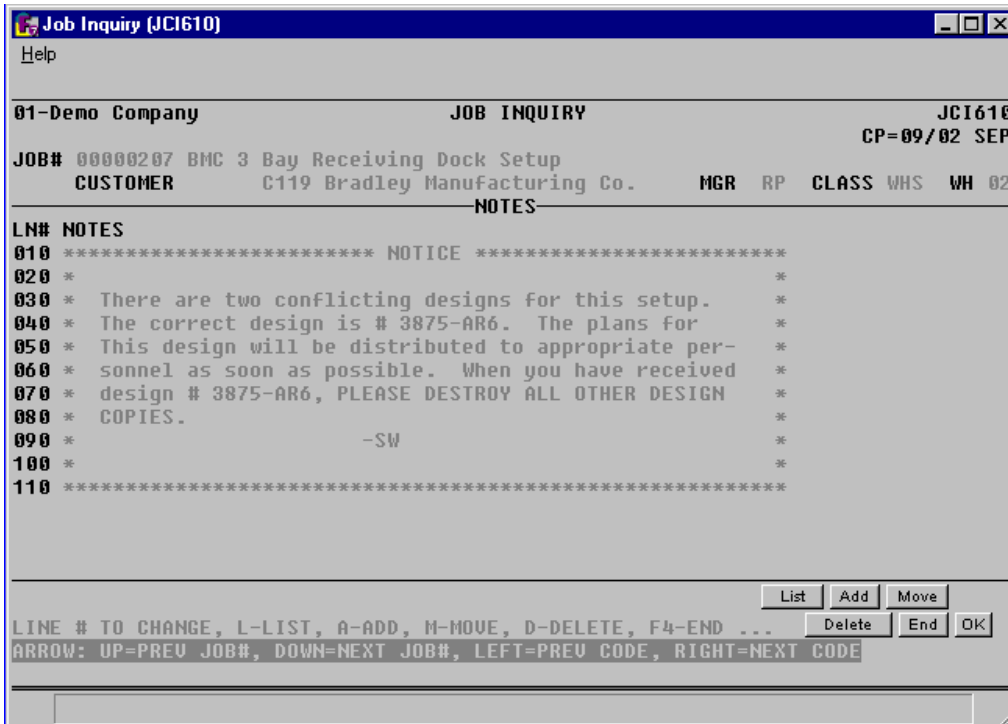 Job Inquiry (JCI610)
Help
01-Demo Company JOB INQUIRY JCI610
CP=09/02 SEP
JOB# 00000207 BMC 3 Bay Receiving Dock Setup
CUSTOMER C119 Bradley Manufacturing Co. MGR RP CLASS WHS WH 02
NOTES
LN# NOTES
010 ************************* NOTICE *************************
020 * *
030 * There are two conflicting designs for this setup. *
040 * The correct design is # 3875-AR6. The plans for *
050 * This design will be distributed to appropriate per- *
060 * sonnel as soon as possible. When you have received *
070 * design # 3875-AR6, PLEASE DESTROY ALL OTHER DESIGN *
080 * COPIES. *
090 * -SW *
100 * *
110 **********************************************************
List Add Move
LINE # TO CHANGE, L-LIST, A-ADD, M-MOVE, D-DELETE, F4-END ... Delete End OK
ARROW: UP=PREV JOB#, DOWN=NEXT JOB#, LEFT=PREV CODE, RIGHT=NEXT CODE